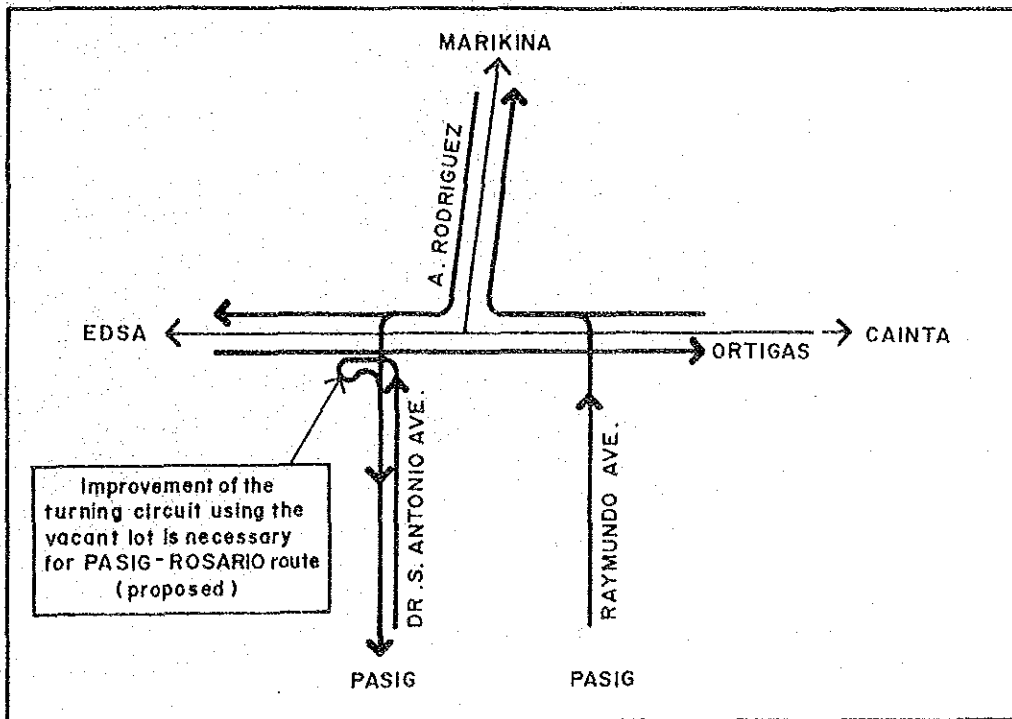 MARIKINA
A. RODRIGUEZ
EDSA
CAINTA
ORTIGAS
Improvement of the
turning circuit using the
vacant lot is necessary
for PASIG-ROSARIO route
(proposed)
DR. S. ANTONIO AVE.
RAYMUNDO AVE.
PASIG
PASIG